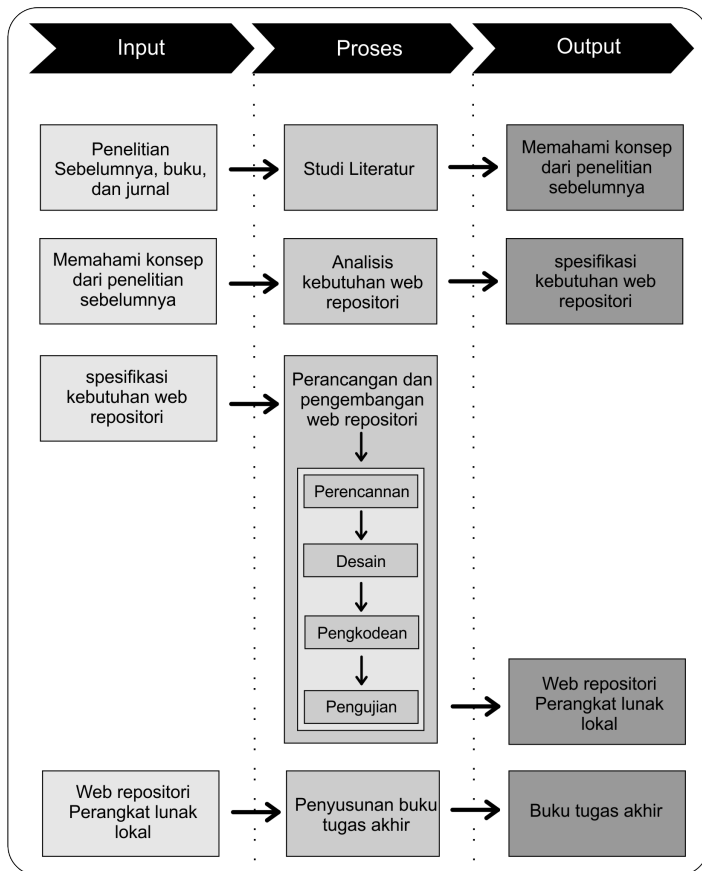 Input
Proses
Output
Penelitian
Sebelumnya, buku,
dan jurnal
Studi Literatur
Memahami konsep
dari penelitian
sebelumnya
Memahami konsep
dari penelitian
sebelumnya
Analisis
kebutuhan web
repositori
spesifikasi
kebutuhan web
repositori
spesifikasi
kebutuhan web
repositori
Perancangan dan
pengembangan
web repositori
Perencannan
Desain
Pengkodean
Pengujian
Web repositori
Perangkat lunak
lokal
Web repositori
Perangkat lunak
lokal
Penyusunan buku
tugas akhir
Buku tugas akhir